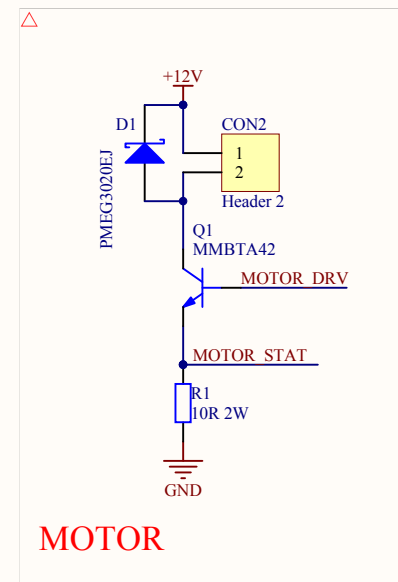 +12V
D1
CON2
1
2
PMEG3020EJ
Header 2
Q1
MMBTA42
MOTOR_DRV
MOTOR_STAT
R1
10R 2W
GND
MOTOR